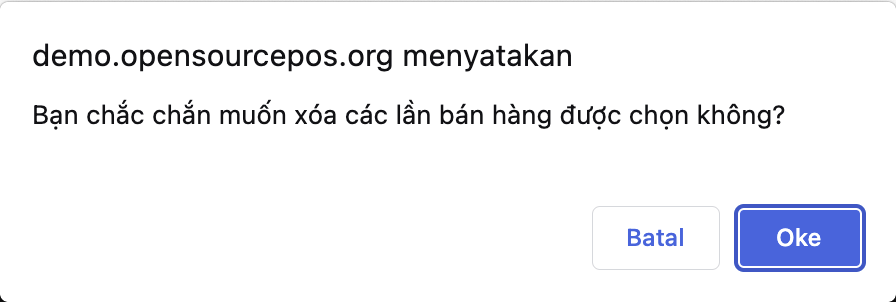 demo.opensourcepos.org menyatakan
Bạn chắc chắn muốn xóa các lần bán hàng được chọn không?
Batal
Oke